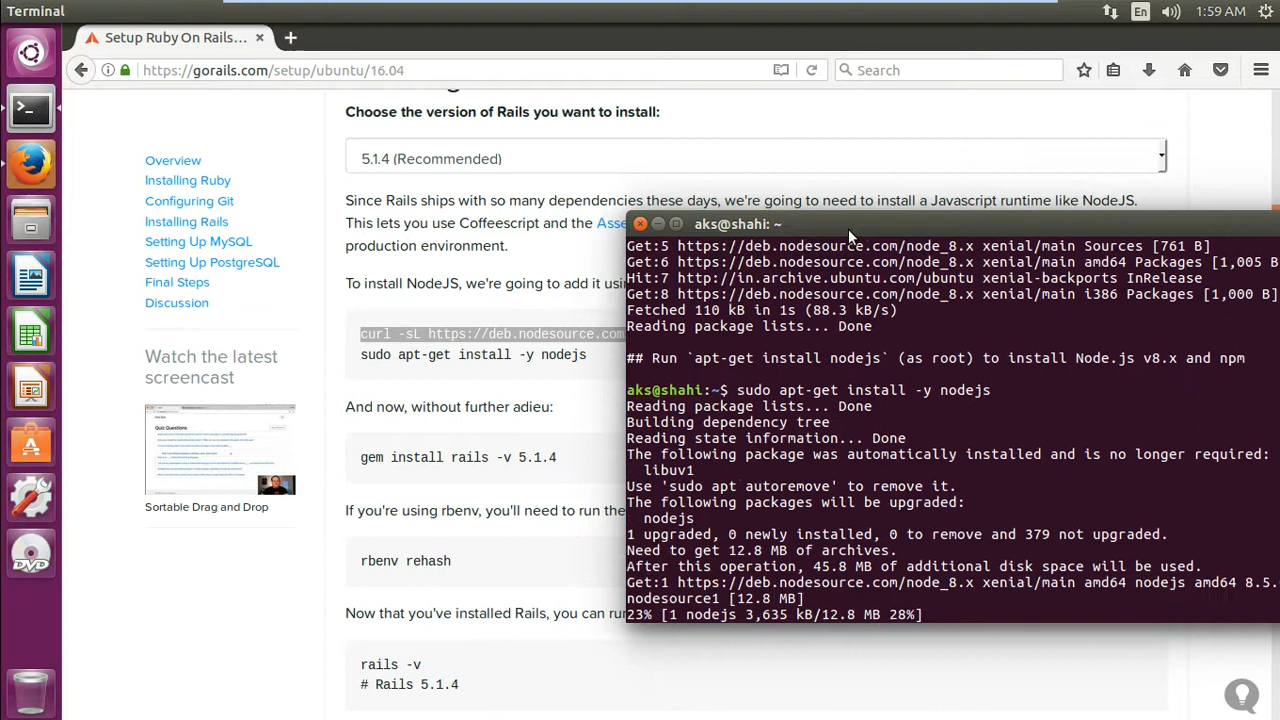 Terminal
En
1:59 AM
Setup Ruby On Rails...
https://gorails.com/setup/ubuntu/16.04
Search
Choose the version of Rails you want to install:
5.1.4 (Recommended)
Overview
Installing Ruby
Configuring Git
Installing Rails
Setting Up MySQL
Setting Up PostgreSQL
Final Steps
Discussion
Watch the latest
screencast
Quiz Questions
Sortable Drag and Drop
Since Rails ships with so many dependencies these days, we're going to need to install a Javascript runtime like NodeJS.
This lets you use Coffeescript and the Asse
production environment.
To install NodeJS, we're going to add it usin
curl -sL https://deb.nodesource.com
sudo apt-get install -y nodejs
And now, without further adieu:
gem install rails -v 5.1.4
If you're using rbenv, you'll need to run the
rbenv rehash
Now that you've installed Rails, you can run
rails -v
# Rails 5.1.4
aks@shahi: ~
Get:5 https://deb.nodesource.com/node_8.x xenial/main Sources [761 B]
Get:6 https://deb.nodesource.com/node_8.x xenial/main amd64 Packages [1,005 B
Hit:7 http://in.archive.ubuntu.com/ubuntu xenial-backports InRelease
Get:8 https://deb.nodesource.com/node_8.x xenial/main i386 Packages [1,000 B]
Fetched 110 kB in 1s (88.3 kB/s)
Reading package lists... Done
## Run `apt-get install nodejs` (as root) to install Node.js v8.x and npm
aks@shahi:~$ sudo apt-get install -y nodejs
Reading package lists... Done
Building dependency tree
Reading state information... Done
The following package was automatically installed and is no longer required:
libuv1
Use 'sudo apt autoremove' to remove it.
The following packages will be upgraded:
nodejs
1 upgraded, 0 newly installed, 0 to remove and 379 not upgraded.
Need to get 12.8 MB of archives.
After this operation, 45.8 MB of additional disk space will be used.
Get:1 https://deb.nodesource.com/node_8.x xenial/main amd64 nodejs amd64 8.5.
nodesource1 [12.8 MB]
23% [1 nodejs 3,635 kB/12.8 MB 28%]